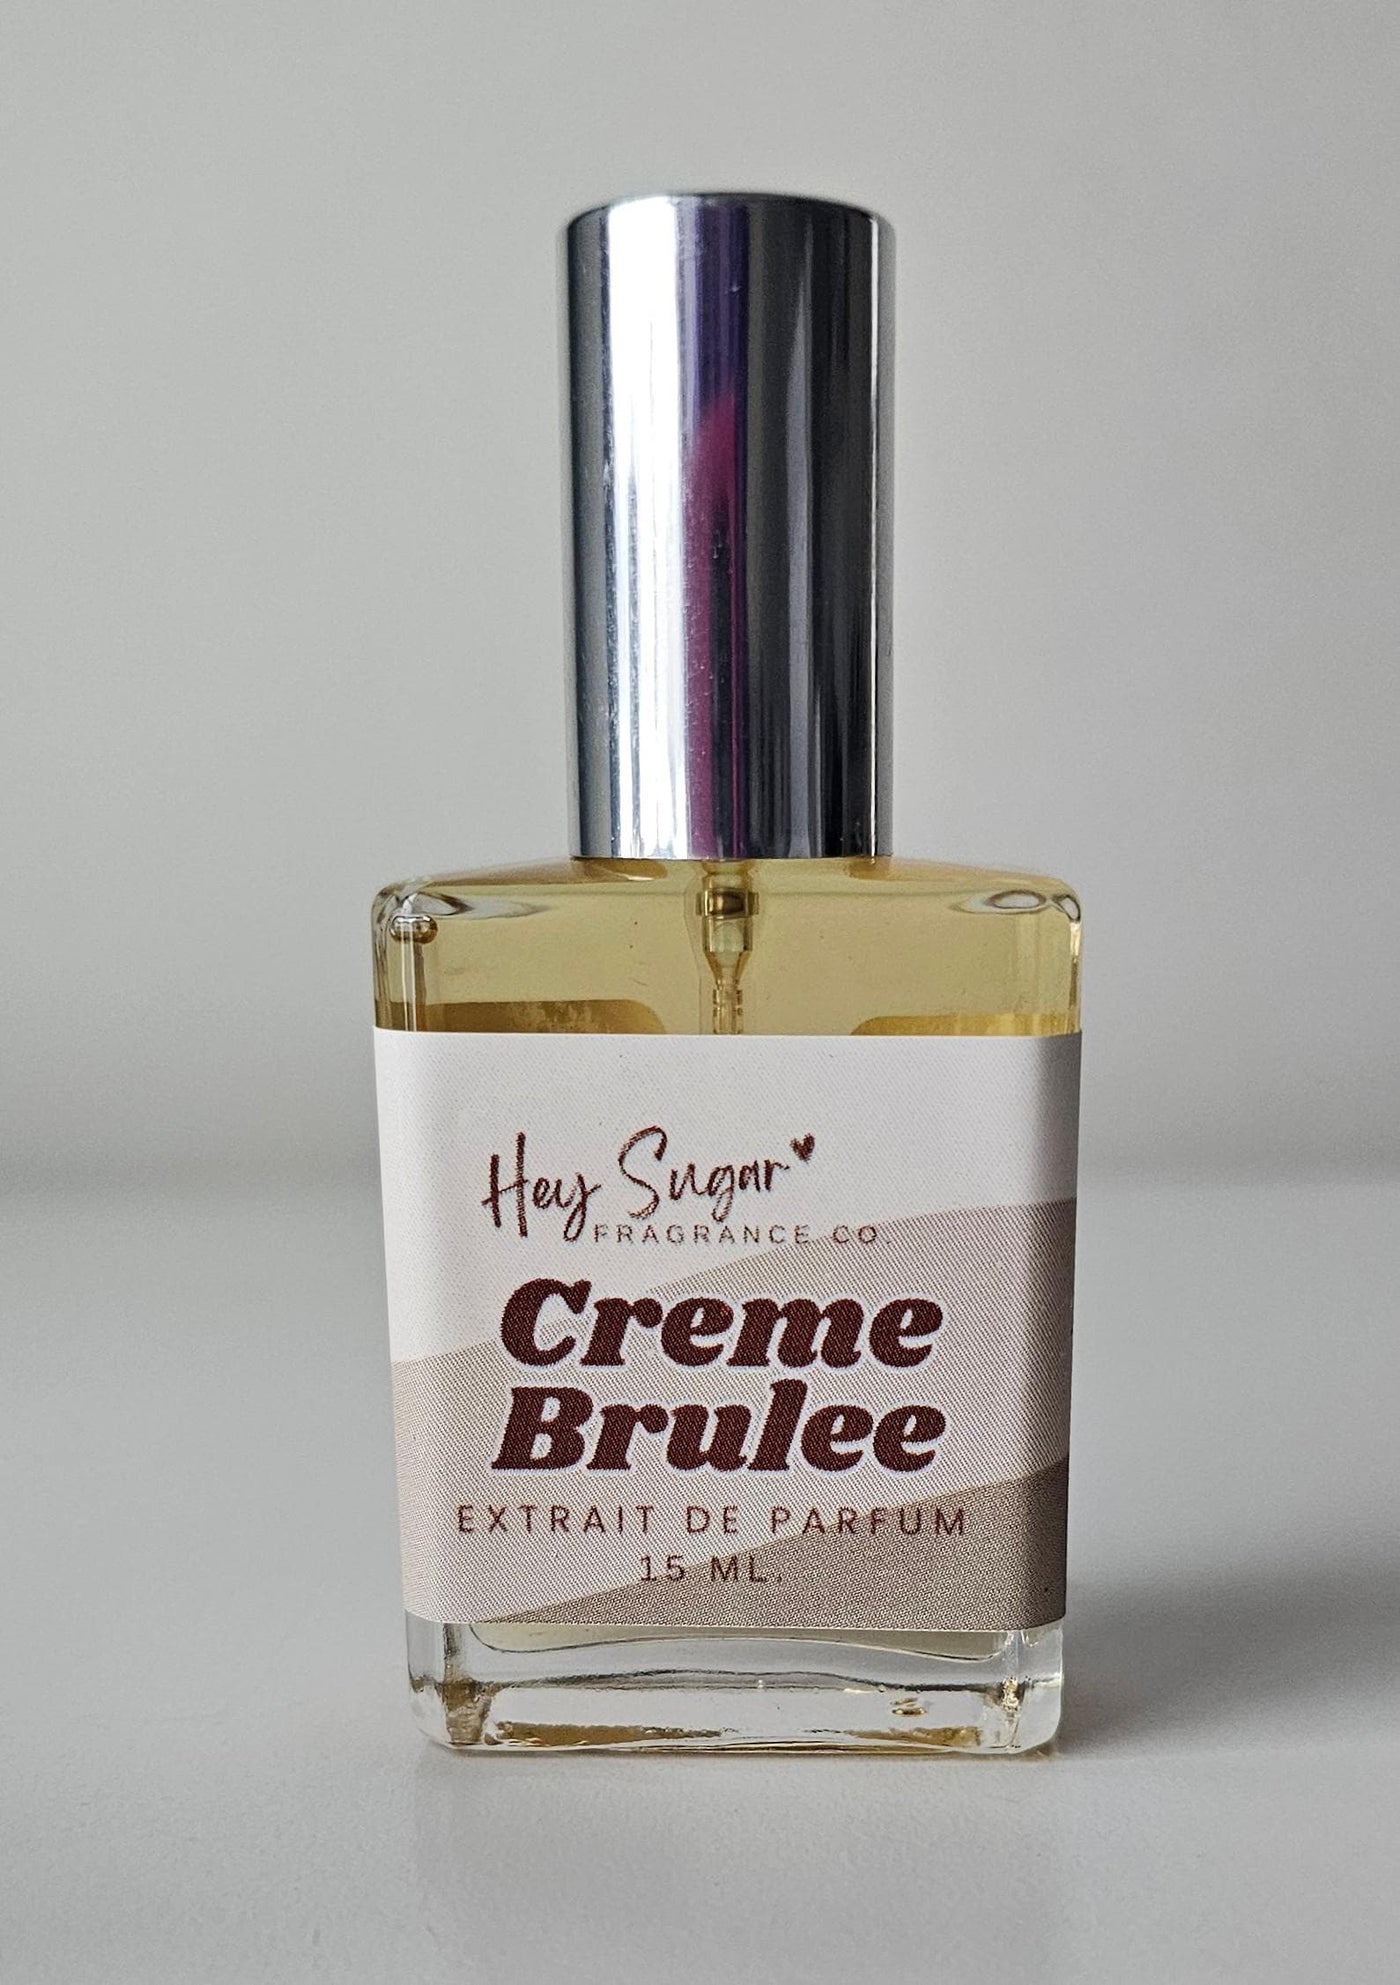 Hey Sugar
FRAGRANCE CO.
Creme
Brulee
EXTRAIT DE PARFUM
15 ML.